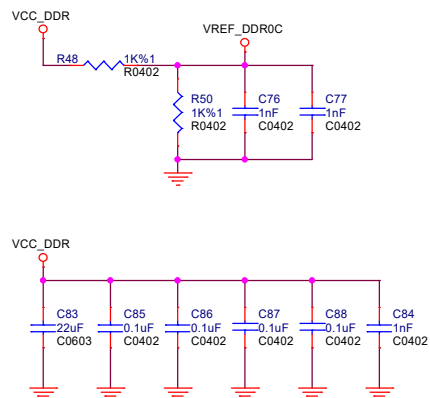 VCC_DDR
VREF_DDR0C
R48
1K%1
R0402
R50
1K%1
R0402
C76
1nF
C0402
C77
1nF
C0402
VCC_DDR
C83
22uF
C0603
C85
0.1uF
C0402
C86
0.1uF
C0402
C87
0.1uF
C0402
C88
0.1uF
C0402
C84
1nF
C0402